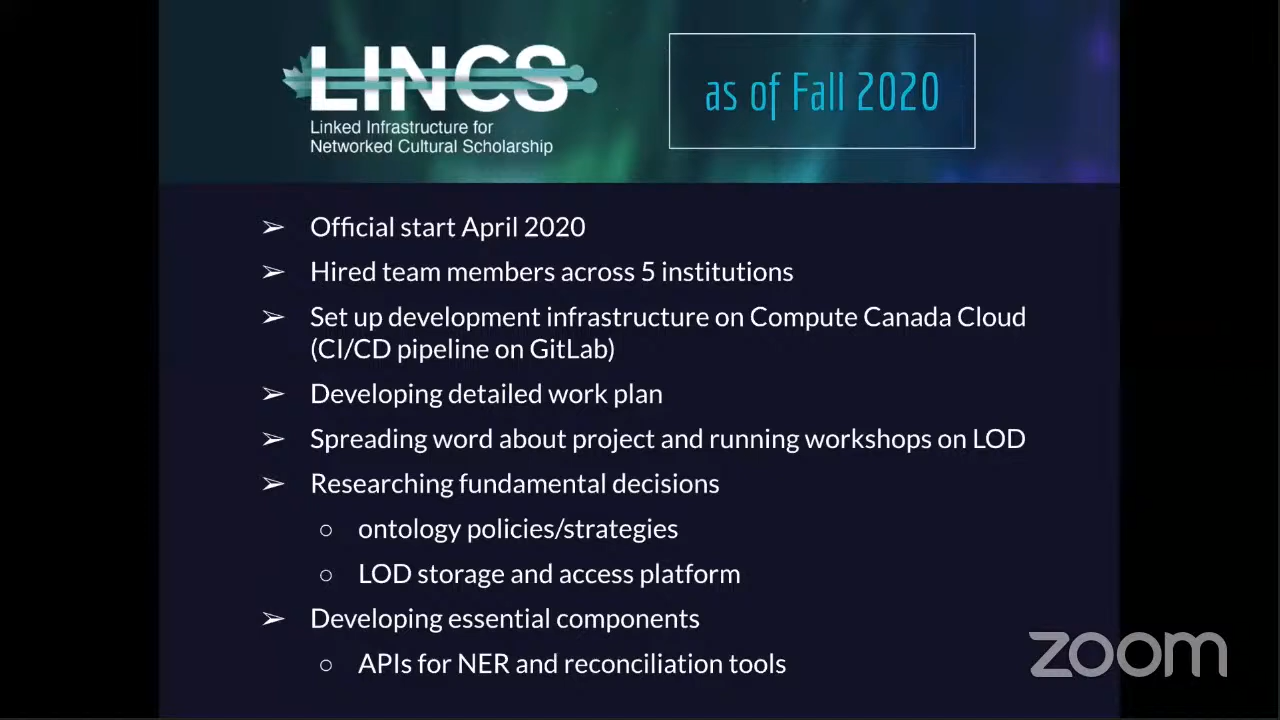 LINCS
Linked Infrastructure for
Networked Cultural Scholarship
as of Fall 2020
➢ Official start April 2020
➢ Hired team members across 5 institutions
➢ Set up development infrastructure on Compute Canada Cloud
(CI/CD pipeline on GitLab)
➢ Developing detailed work plan
➢ Spreading word about project and running workshops on LOD
➢ Researching fundamental decisions
○ ontology policies/strategies
○ LOD storage and access platform
➢ Developing essential components
○ APIs for NER and reconciliation tools
zoom